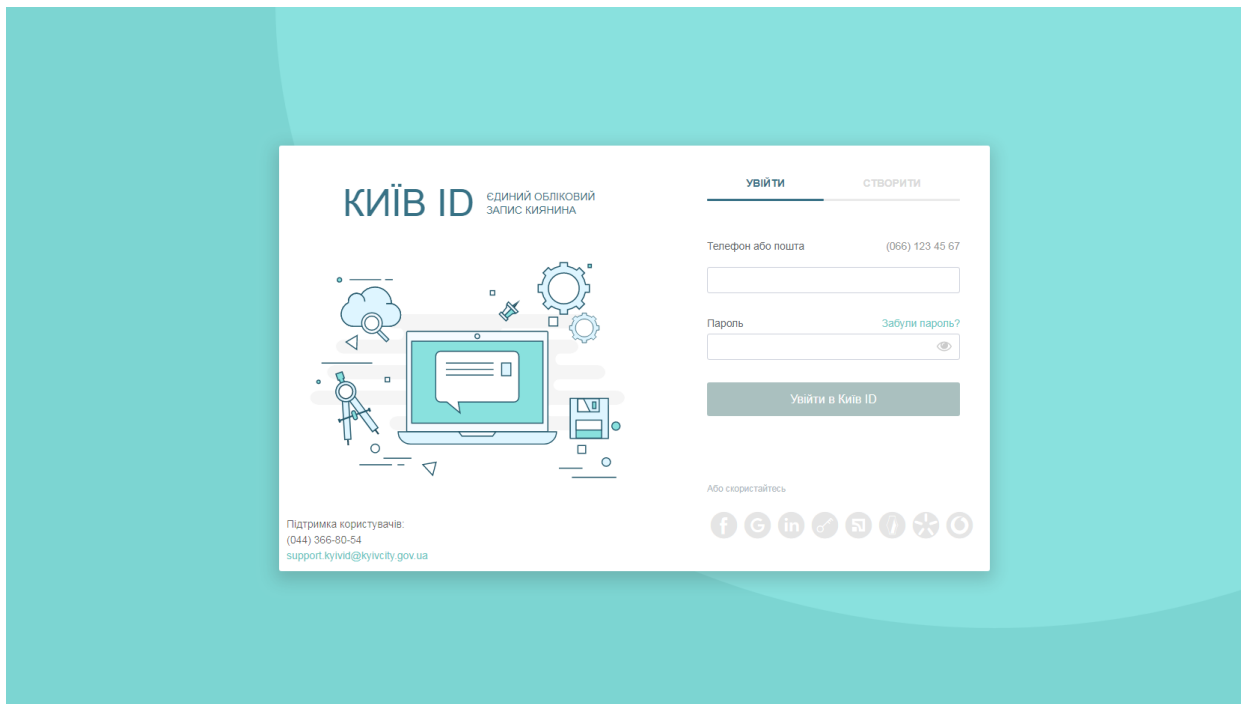 КИЇВ ID
ЄДИНИЙ ОБЛІКОВИЙ
ЗАПИС КИЯНИНА
Підтримка користувачів:
(044) 366-80-54
support.kyivid@kyivcity.gov.ua
УВІЙТИ СТВОРИТИ
Телефон або пошта (066) 123 45 67
Пароль Забули пароль?
Увійти в Київ ID
Або скористайтесь
f G in